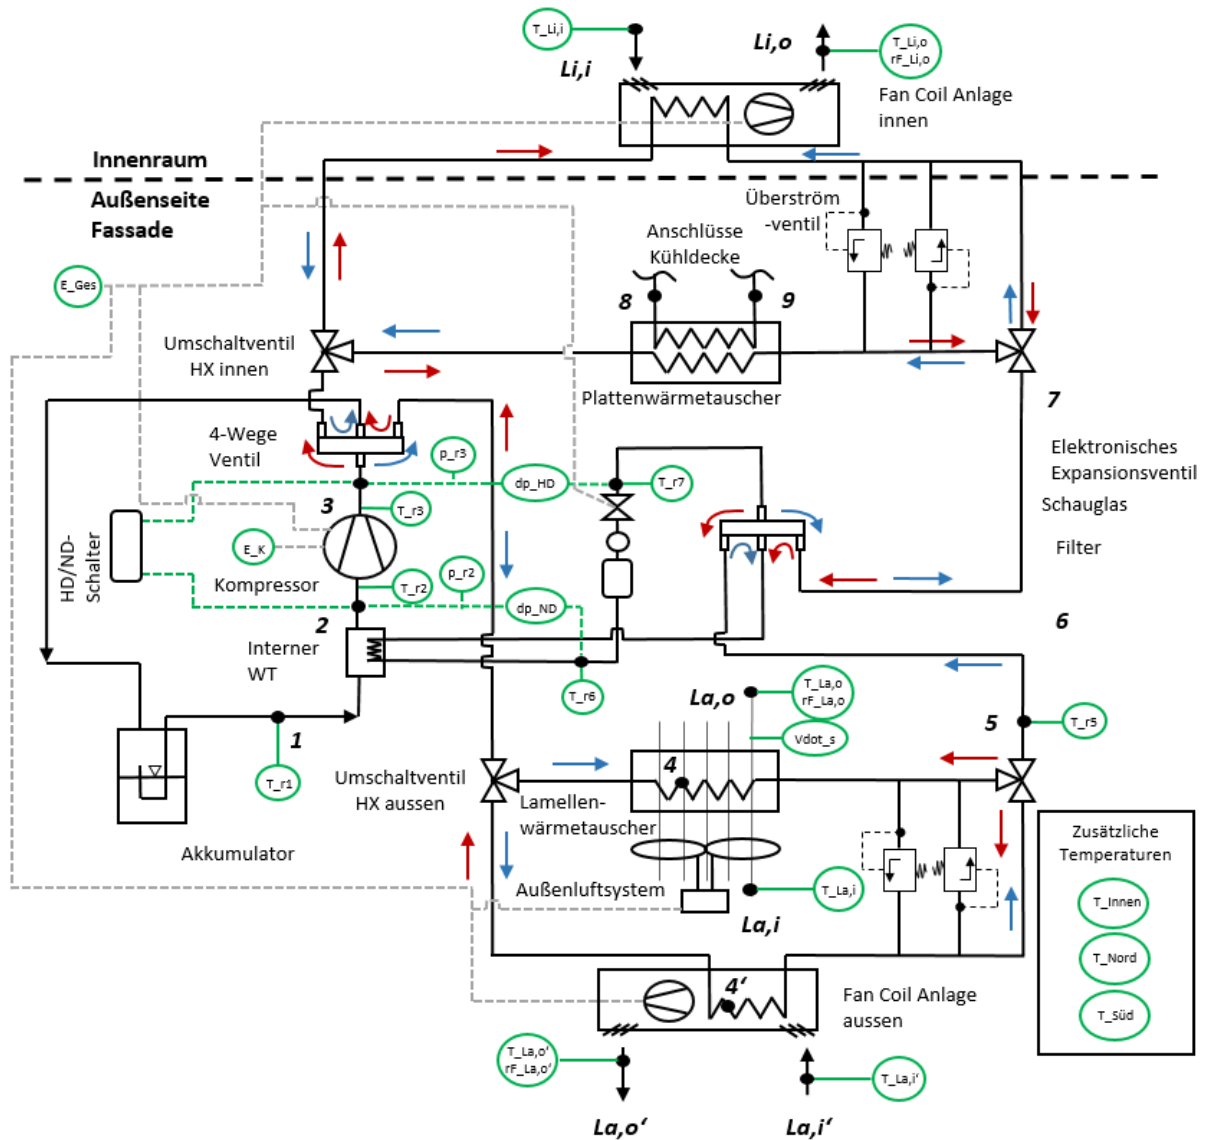 T_Li,i
Li,i
Li,o
T_Li,o
rF_Li,o
Fan Coil Anlage
innen
Innenraum
Außenseite
Fassade
Überström
-ventil
Anschlüsse
Kühldecke
E_Ges
8
9
Umschaltventil
HX innen
Plattenwärmetauscher
7
4-Wege
Ventil
p_r3
dp_HD
T_r7
Elektronisches
Expansionsventil
Schauglas
Filter
3
T_r3
HD/ND-
Schalter
E_K
Kompressor
T_r2
p_r2
dp_ND
2
6
Interner
WT
T_r6
La,o
T_La,o
rF_La,o
Vdot_s
5
T_r5
1
T_r1
4
Umschaltventil
HX aussen
Lamellen-
wärmetauscher
Akkumulator
Außenluftsystem
T_La,i
La,i
Zusätzliche
Temperaturen
T_Innen
T_Nord
T_Süd
4‘
Fan Coil Anlage
aussen
T_La,o‘
rF_La,o‘
T_La,i‘
La,o‘
La,i‘